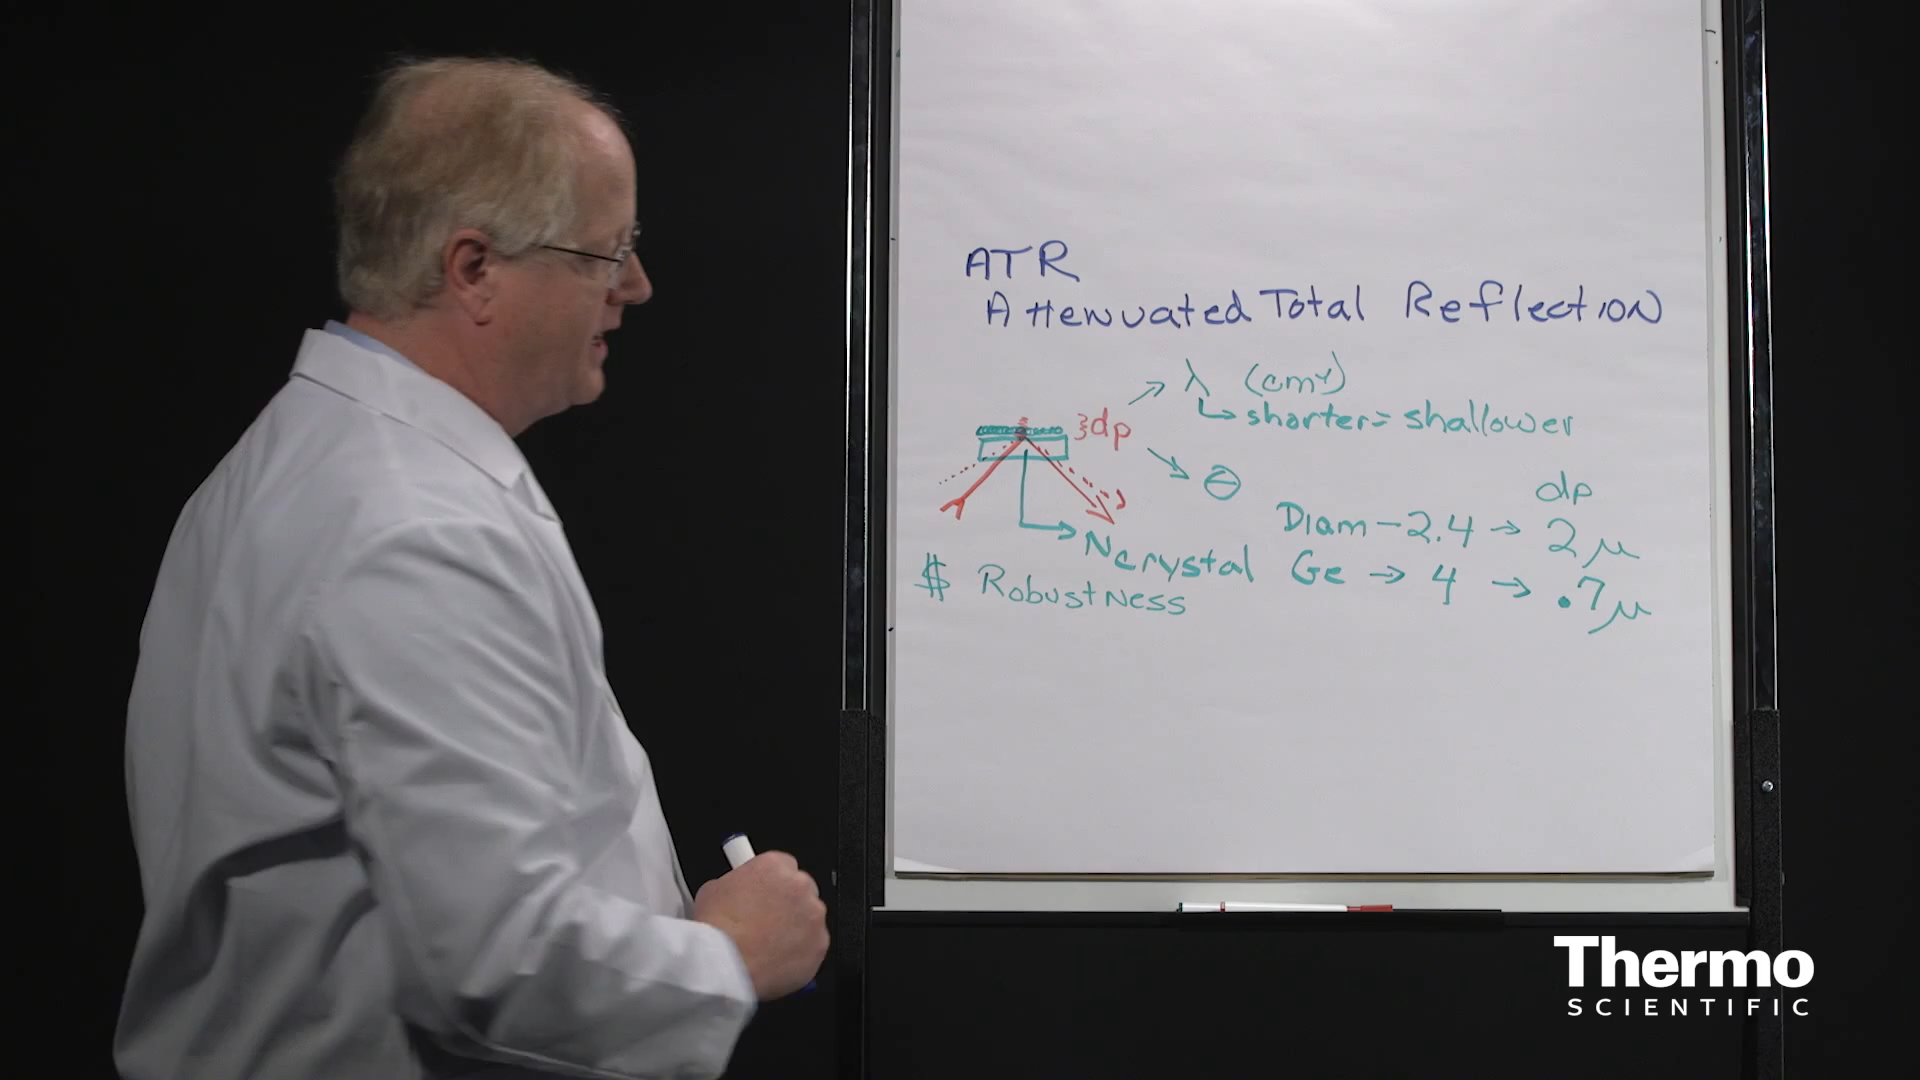 ATR
Attenuated Total Reflection
→ λ (cm-1)
↳ shorter = shallower
dp
→ θ
dp
Diam - 2.4 → 2μ
Ncrystal Ge → 4 → .7μ
$ Robustness
Thermo
SCIENTIFIC